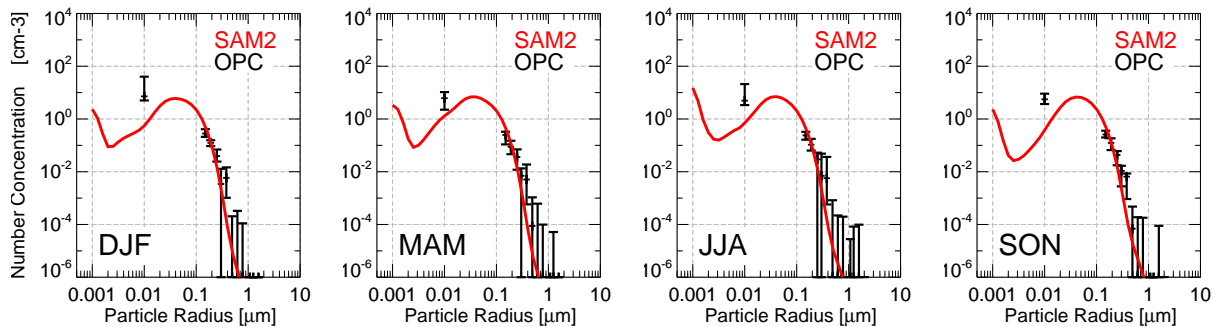 Number Concentration [cm-3]
10^4
10^2
10^0
10^-2
10^-4
10^-6
SAM2
OPC
DJF
0.001 0.01 0.1 1 10
Particle Radius [μm]
10^4
10^2
10^0
10^-2
10^-4
10^-6
SAM2
OPC
MAM
0.001 0.01 0.1 1 10
Particle Radius [μm]
10^4
10^2
10^0
10^-2
10^-4
10^-6
SAM2
OPC
JJA
0.001 0.01 0.1 1 10
Particle Radius [μm]
10^4
10^2
10^0
10^-2
10^-4
10^-6
SAM2
OPC
SON
0.001 0.01 0.1 1 10
Particle Radius [μm]